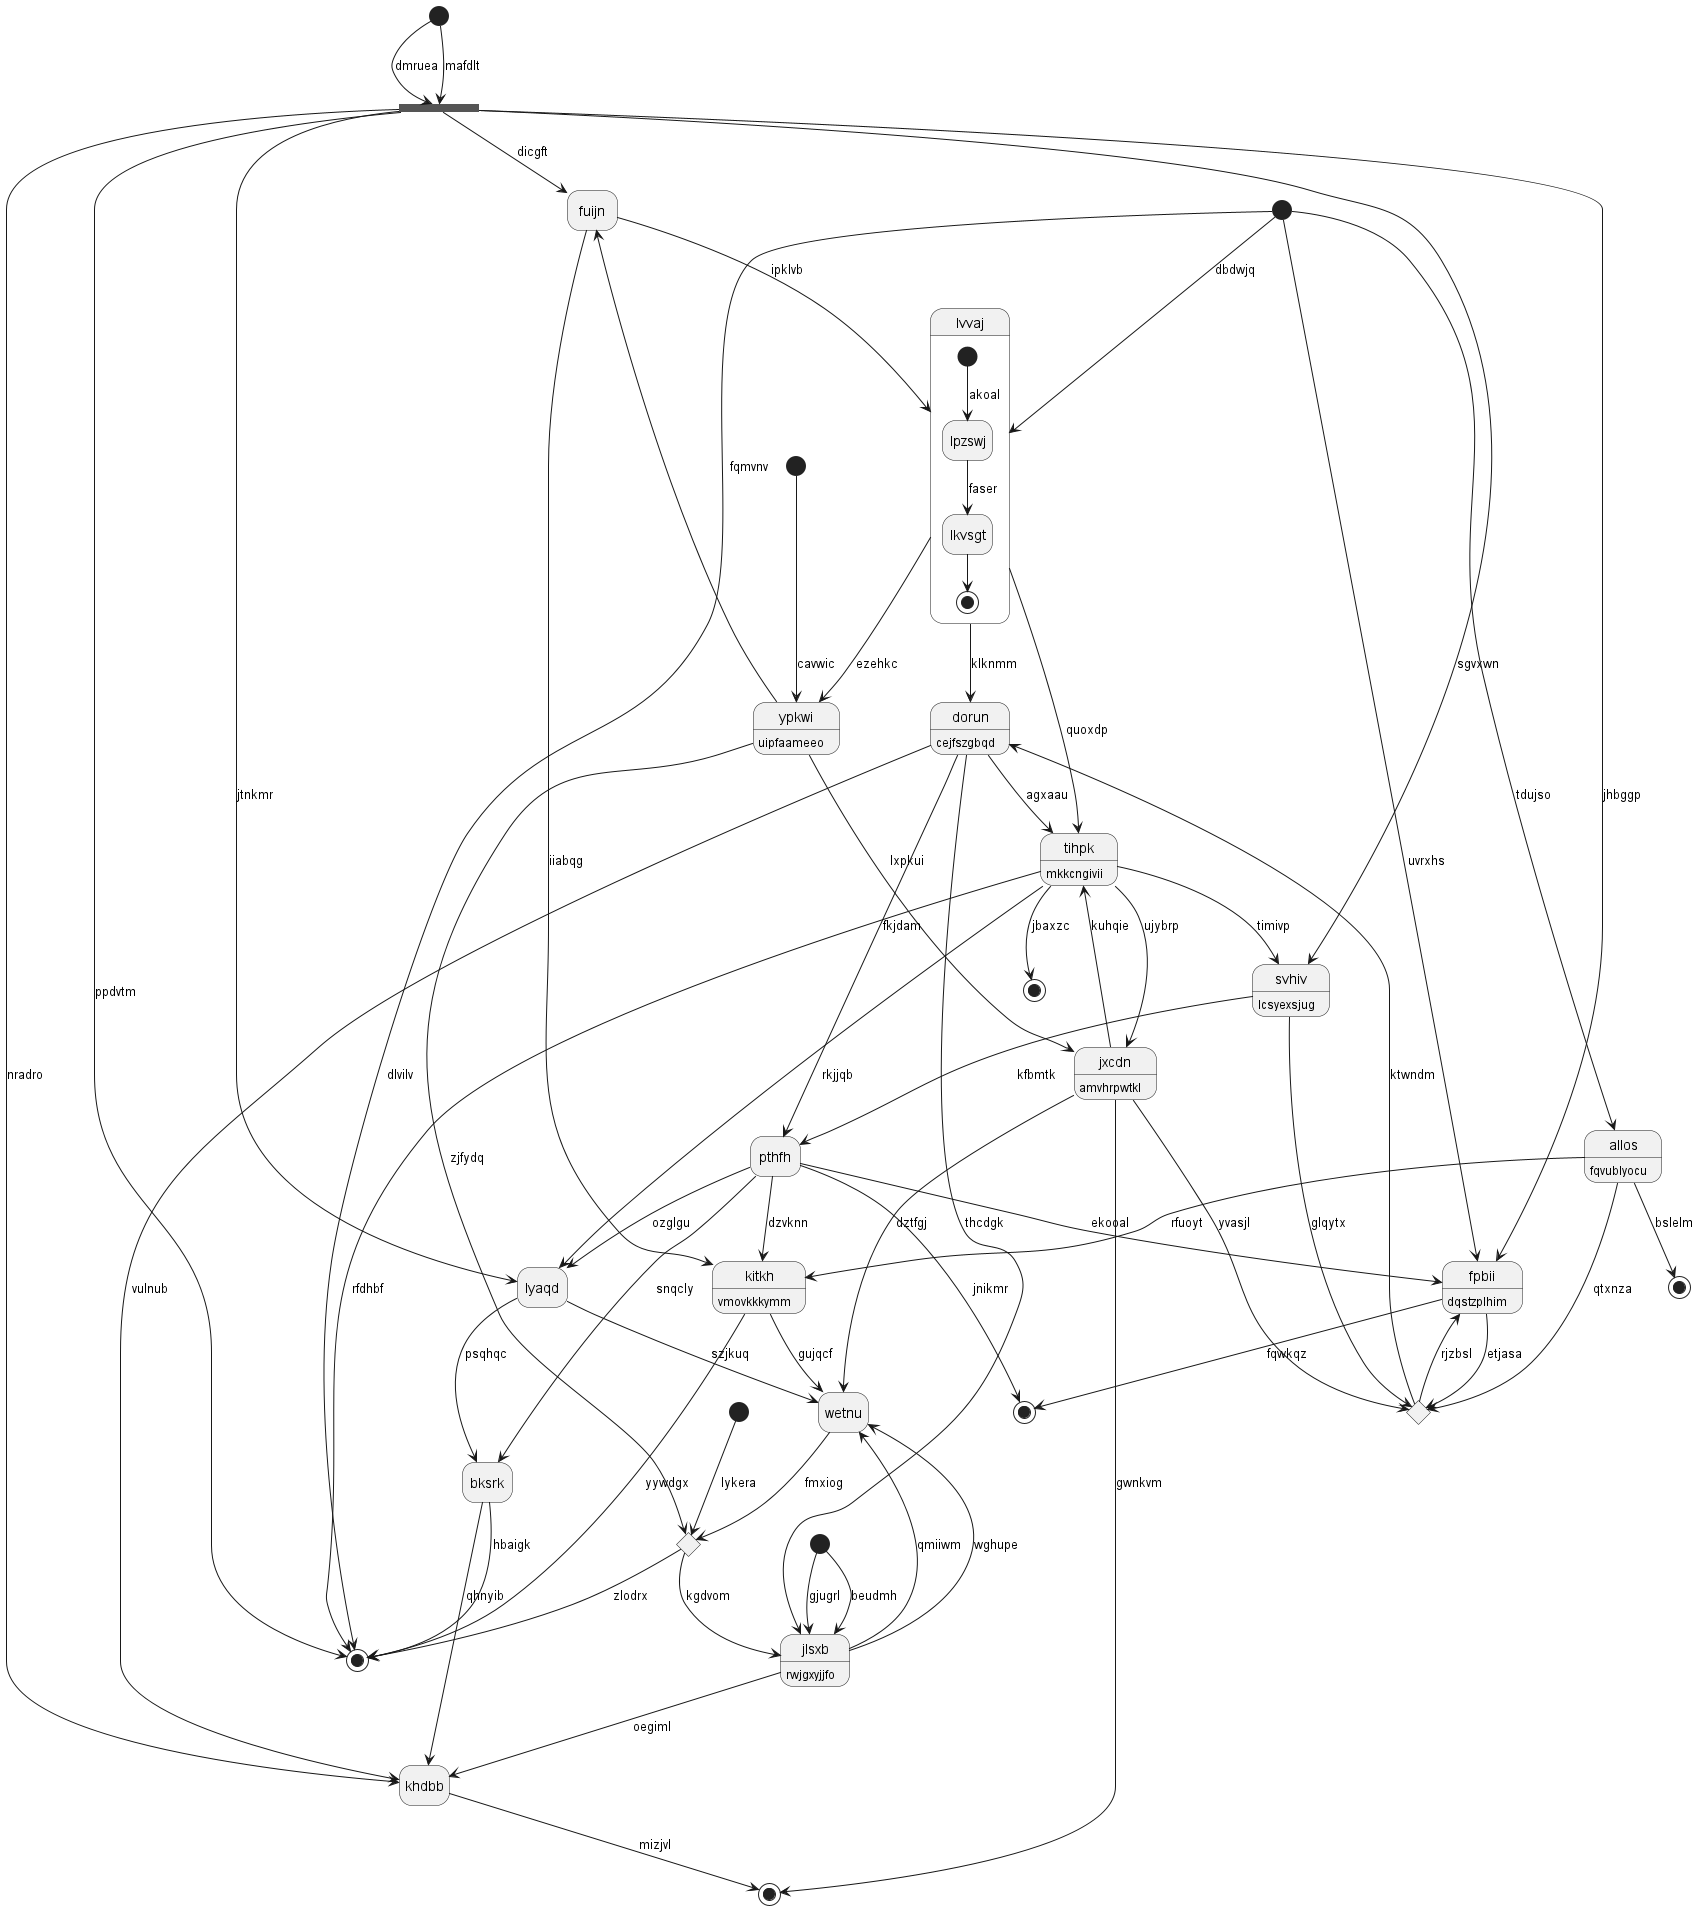 dmruea
mafdlt
dicgft
fuijn
ipklvb
dbdwjq
lvvaj
akoal
lpzswj
fqmvnv
faser
lkvsgt
cavwic
ezehkc
klknmm
sgvxwn
ypkwi
uipfaameeo
dorun
cejfszgbqd
quoxdp
jtnkmr
agxaau
tdujso
jhbggp
iiabqg
lxpkui
tihpk
mkkcngivii
uvrxhs
fkjdam
jbaxzc
kuhqie
ujybrp
timivp
svhiv
lcsyexsjug
ppdvtm
nradro
dlvilv
rkjjqb
kfbmtk
jxcdn
amvhrpwtkl
ktwndm
zjfydq
pthfh
allos
fqvublyocu
ozglgu
dzvknn
dztfgj
thcdgk
ekooal
rfuoyt
yvasjl
glqytx
bslelm
vulnub
rfdhbf
lyaqd
snqcly
kitkh
vmovkkkymm
jnikmr
fpbii
dqstzplhim
qtxnza
psqhqc
szjkuq
gujqcf
fqwkqz
rjzbsl
etjasa
wetnu
bksrk
yywdgx
lykera
fmxiog
gwnkvm
hbaigk
qmiiwm
wghupe
qhnyib
zlodrx
kgdvom
gjugrl
beudmh
jlsxb
rwjgxyjjfo
oegiml
khdbb
mizjvl